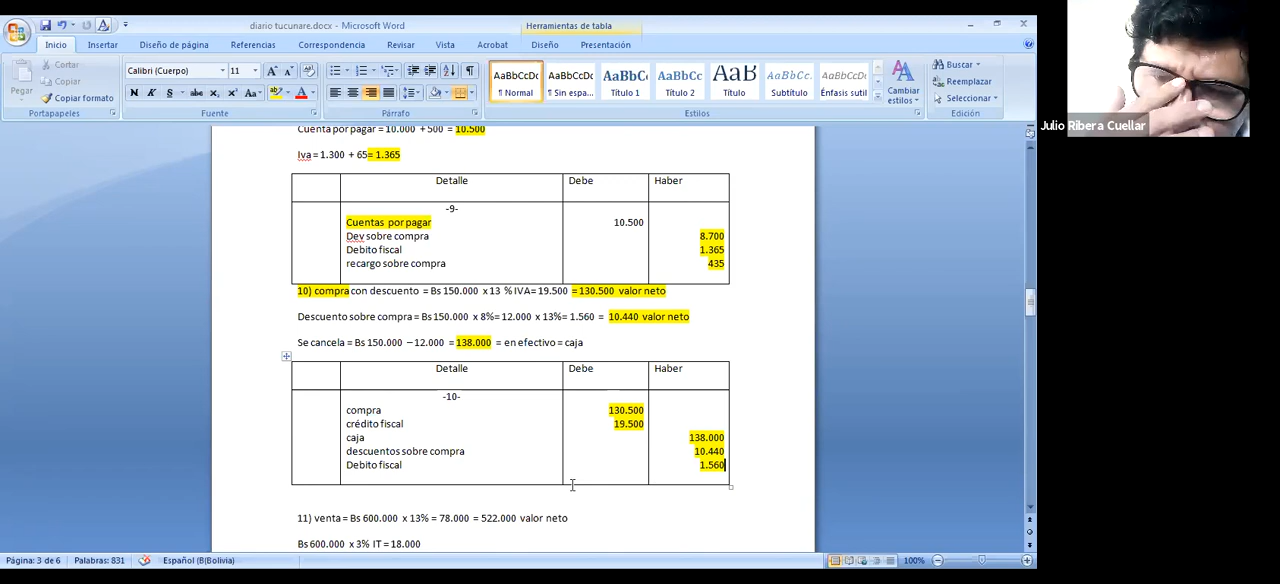 diario tucunare.docx - Microsoft Word
Herramientas de tabla
Inicio Insertar Diseño de página Referencias Correspondencia Revisar Vista Acrobat Diseño Presentación
Pegar
Cortar
Copiar
Copiar formato
Portapapeles
Calibri (Cuerpo) 11
Fuente
Párrafo
AaBbCcDc AaBbCcDc AaBbC AaBbCc AaB AaBbCc. AaBbCcDc
¶ Normal ¶ Sin espa... Título 1 Título 2 Título Subtítulo Énfasis sutil
Estilos
Cambiar estilos
Buscar
Reemplazar
Seleccionar
Edición
Julio Ribera Cuellar
Cuenta por pagar = 10.000 + 500 = 10.500
Iva = 1.300 + 65= 1.365
Detalle Debe Haber
-9-
Cuentas por pagar 10.500
Dev sobre compra 8.700
Debito fiscal 1.365
recargo sobre compra 435
10) compra con descuento = Bs 150.000 x 13 % IVA= 19.500 = 130.500 valor neto
Descuento sobre compra = Bs 150.000 x 8%= 12.000 x 13%= 1.560 = 10.440 valor neto
Se cancela = Bs 150.000 – 12.000 = 138.000 = en efectivo = caja
Detalle Debe Haber
-10-
compra 130.500
crédito fiscal 19.500
caja 138.000
descuentos sobre compra 10.440
Debito fiscal 1.560
11) venta = Bs 600.000 x 13% = 78.000 = 522.000 valor neto
Bs 600.000 x 3% IT = 18.000
Página: 3 de 6 Palabras: 831 Español (B(Bolivia) 100%